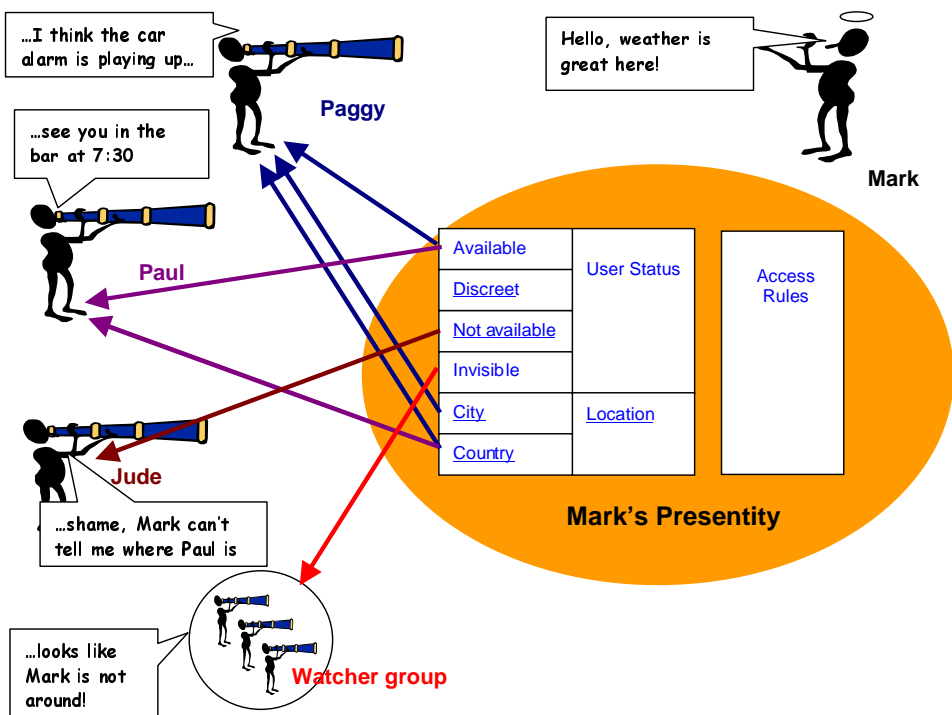 …I think the car
alarm is playing up…
Hello, weather is
great here!
Paggy
…see you in the
bar at 7:30
Mark
Paul
Available
User Status
Access
Rules
Discreet
Not available
Invisible
City
Location
Country
Jude
Mark's Presentity
…shame, Mark can't
tell me where Paul is
…looks like
Mark is not
around!
Watcher group